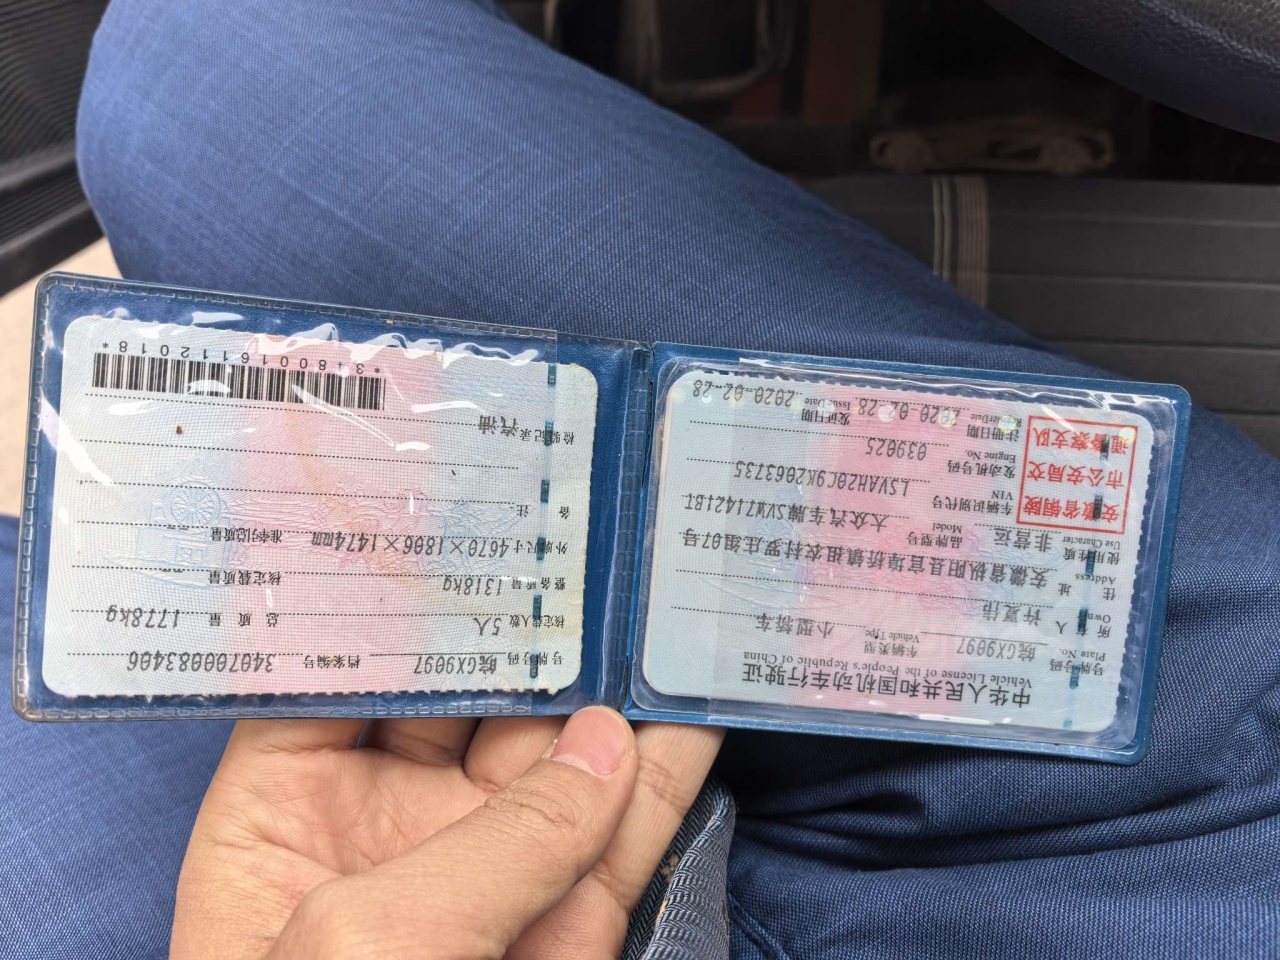 中华人民共和国机动车行驶证
Vehicle License of the People's Republic of China
号牌号码 皖GX9097 车辆类型 小型轿车
Plate No. Vehicle Type
所有人 许夏伟
Owner
住址 安徽省枞阳县官埠桥镇祖农村罗庄组07号
Address
使用性质 非营运 品牌型号 大众汽车牌SVW71421BT
Use Character Model
安徽省铜陵
市公安局交
通警察支队
车辆识别代号 LSVAH20C9K2063735
VIN
发动机号码 039025
Engine No.
注册日期 2020-02-28 发证日期 2020-02-28
Register Date Issue Date
号牌号码 皖GX9097 档案编号 340700083406
核定载人数 5人 总质量 1778kg
整备质量 1318kg 核定载质量
外廓尺寸 4670×1806×1474mm 准牵引总质量
备注
检验记录 汽油
*3480016112018*